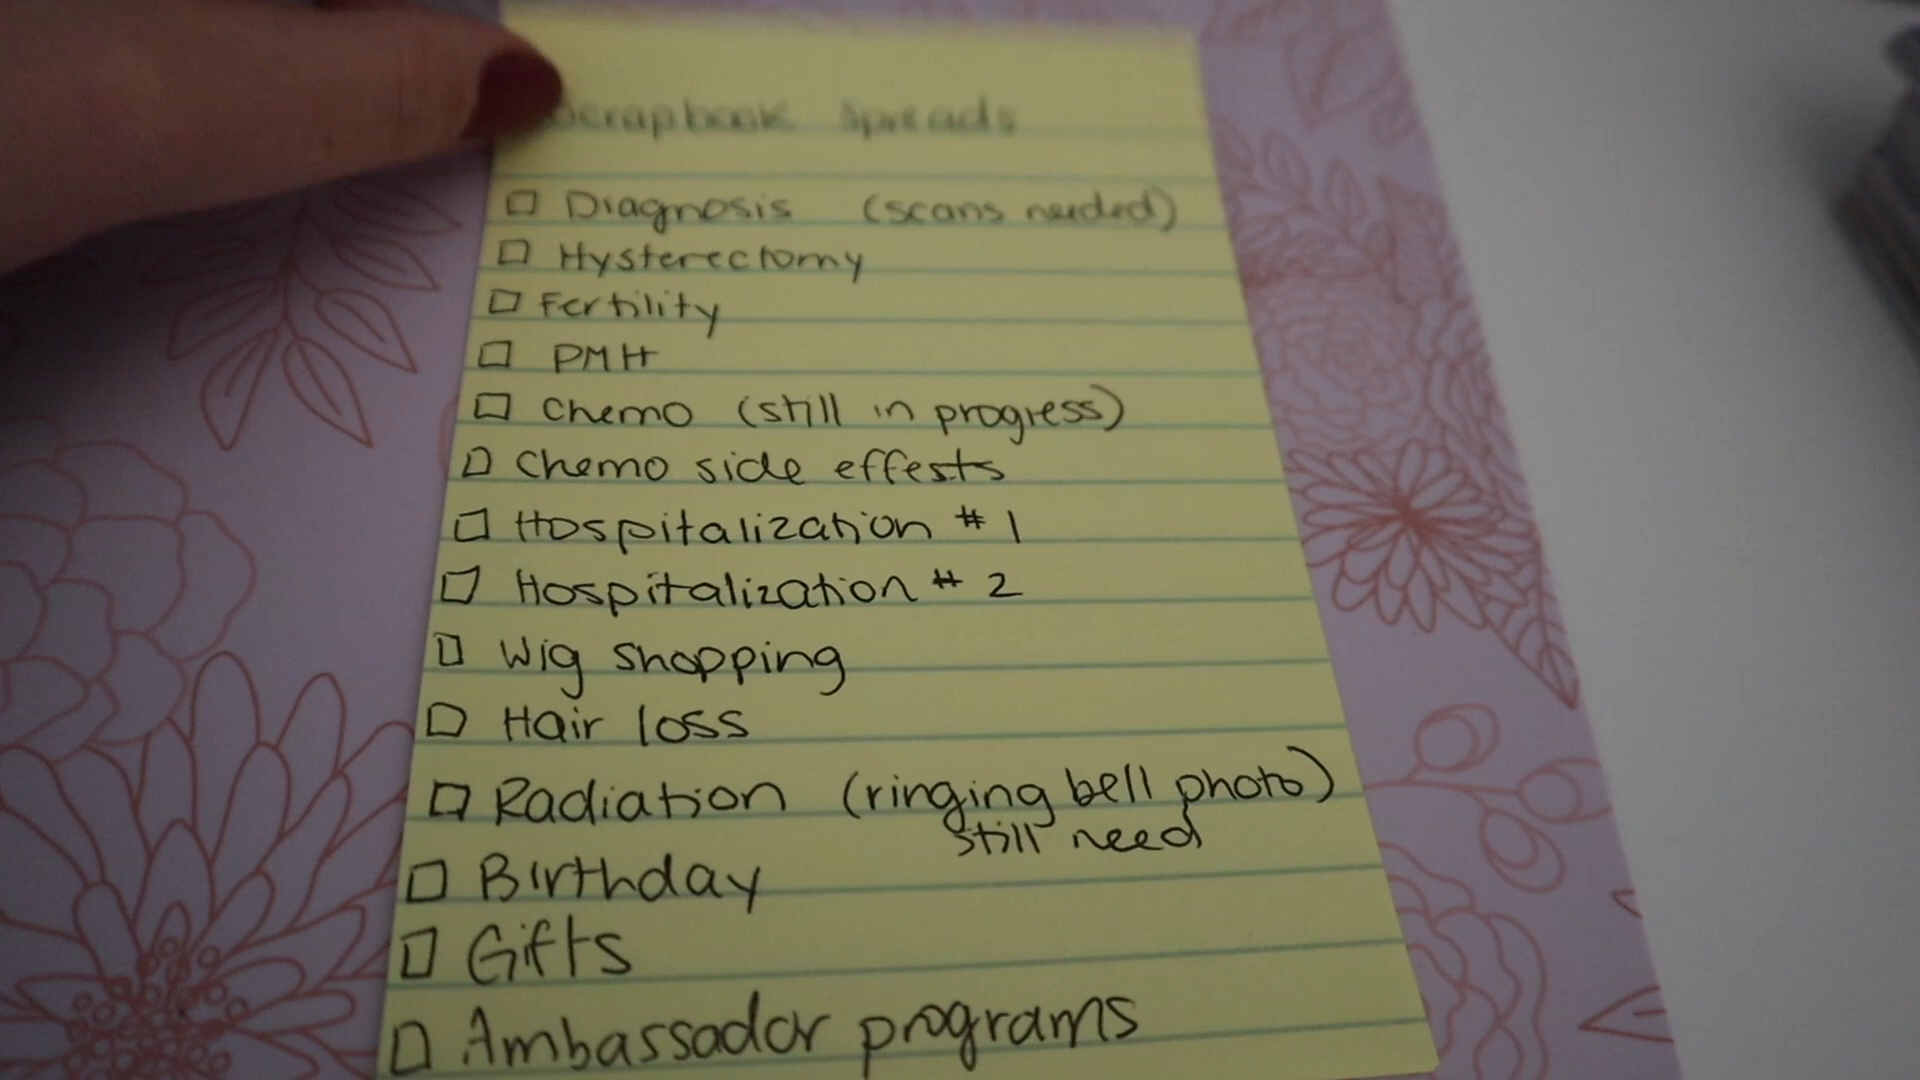 Scrapbook Spreads
Diagnosis (scans needed)
Hysterectomy
Fertility
PMH
Chemo (still in progress)
Chemo side effests
Hospitalization # 1
Hospitalization # 2
Wig shopping
Hair loss
Radiation (ringing bell photo)
still need
Birthday
Gifts
Ambassador programs